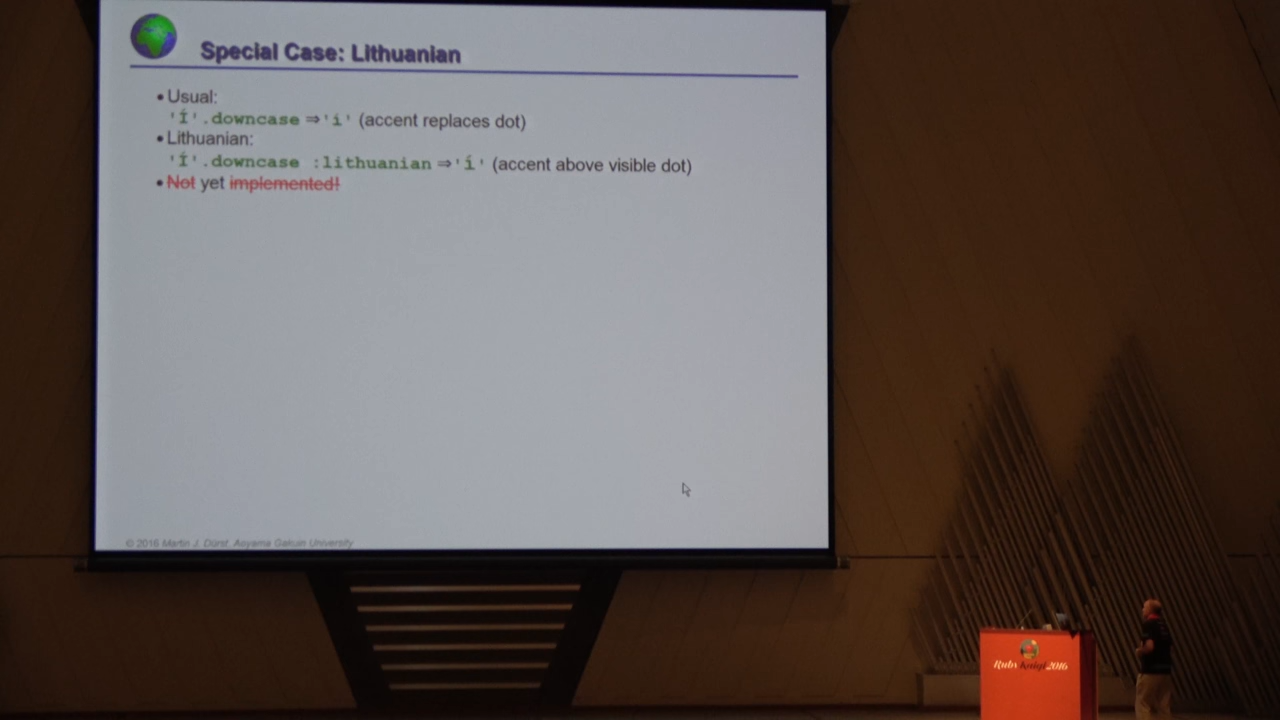 Special Case: Lithuanian
• Usual:
'Í'.downcase ⇒'í' (accent replaces dot)
• Lithuanian:
'Í'.downcase :lithuanian ⇒'i̇́' (accent above visible dot)
• Not yet implemented!
© 2016 Martin J. Dürst, Aoyama Gakuin University
RubyKaigi 2016